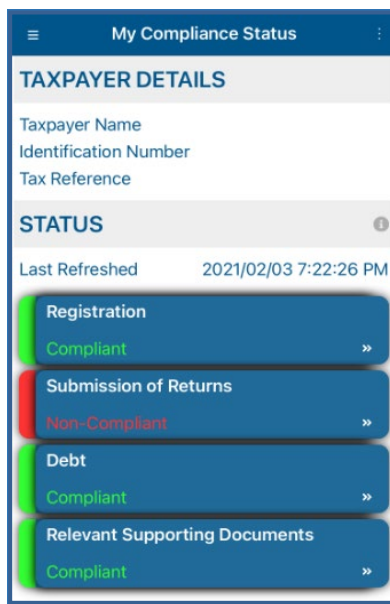 My Compliance Status
TAXPAYER DETAILS
Taxpayer Name
Identification Number
Tax Reference
STATUS
Last Refreshed 2021/02/03 7:22:26 PM
Registration
Compliant »
Submission of Returns
Non-Compliant »
Debt
Compliant »
Relevant Supporting Documents
Compliant »